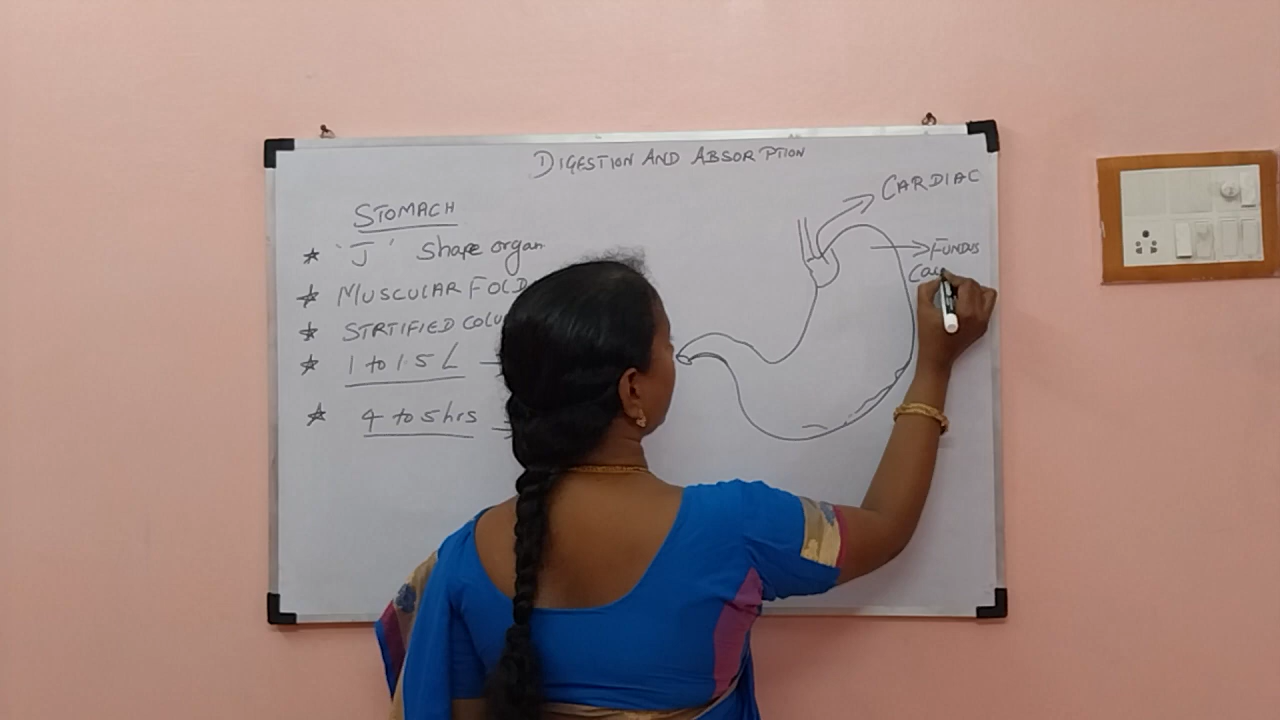 DIGESTION AND ABSORPTION
STOMACH
☆ 'J' Shape organ
☆ MUSCULAR FOLD
☆ STRTIFIED COLU
☆ 1 to 1.5 L
☆ 4 to 5 hrs
CARDIAC
FUNDUS